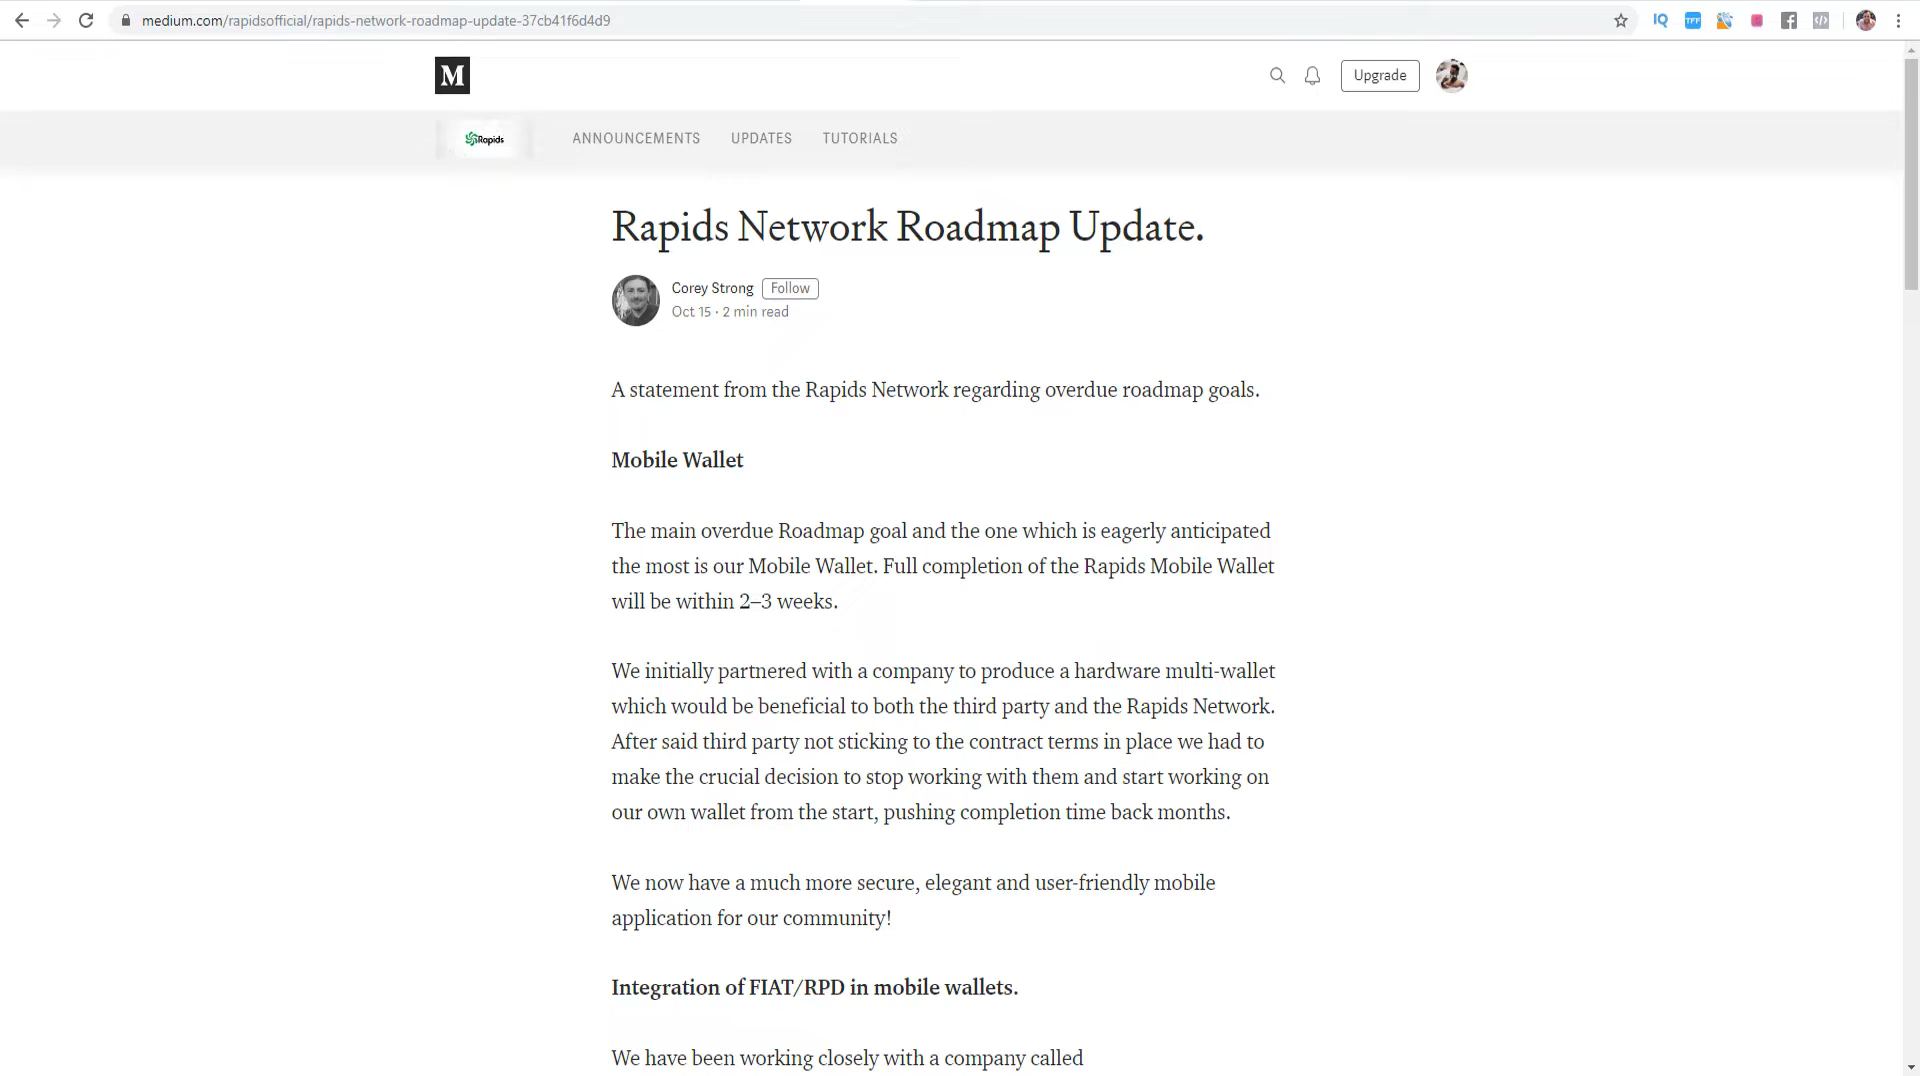 medium.com/rapidsofficial/rapids-network-roadmap-update-37cb41f6d4d9
IQ
TFF
M
Upgrade
Rapids
ANNOUNCEMENTS
UPDATES
TUTORIALS
Rapids Network Roadmap Update.
Corey Strong
Follow
Oct 15 · 2 min read
A statement from the Rapids Network regarding overdue roadmap goals.
Mobile Wallet
The main overdue Roadmap goal and the one which is eagerly anticipated
the most is our Mobile Wallet. Full completion of the Rapids Mobile Wallet
will be within 2–3 weeks.
We initially partnered with a company to produce a hardware multi-wallet
which would be beneficial to both the third party and the Rapids Network.
After said third party not sticking to the contract terms in place we had to
make the crucial decision to stop working with them and start working on
our own wallet from the start, pushing completion time back months.
We now have a much more secure, elegant and user-friendly mobile
application for our community!
Integration of FIAT/RPD in mobile wallets.
We have been working closely with a company called